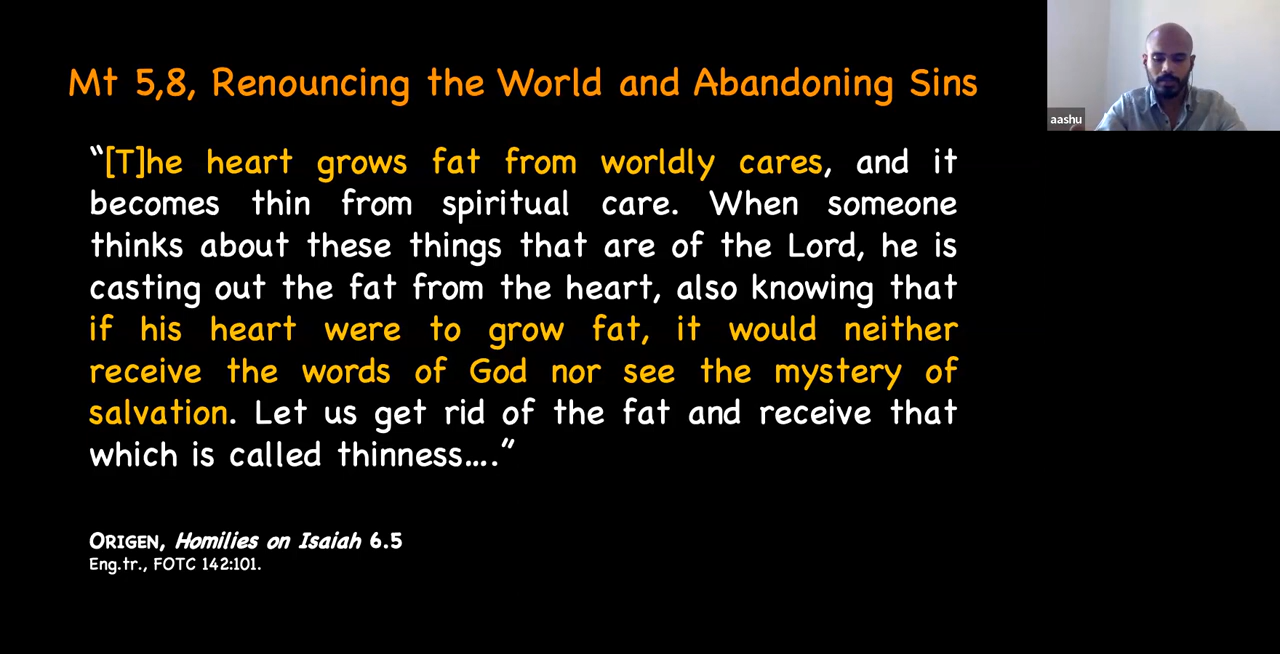 Mt 5,8, Renouncing the World and Abandoning Sins
aashu
“[T]he heart grows fat from worldly cares, and it
becomes thin from spiritual care. When someone
thinks about these things that are of the Lord, he is
casting out the fat from the heart, also knowing that
if his heart were to grow fat, it would neither
receive the words of God nor see the mystery of
salvation. Let us get rid of the fat and receive that
which is called thinness….”
ORIGEN, Homilies on Isaiah 6.5
Eng.tr., FOTC 142:101.